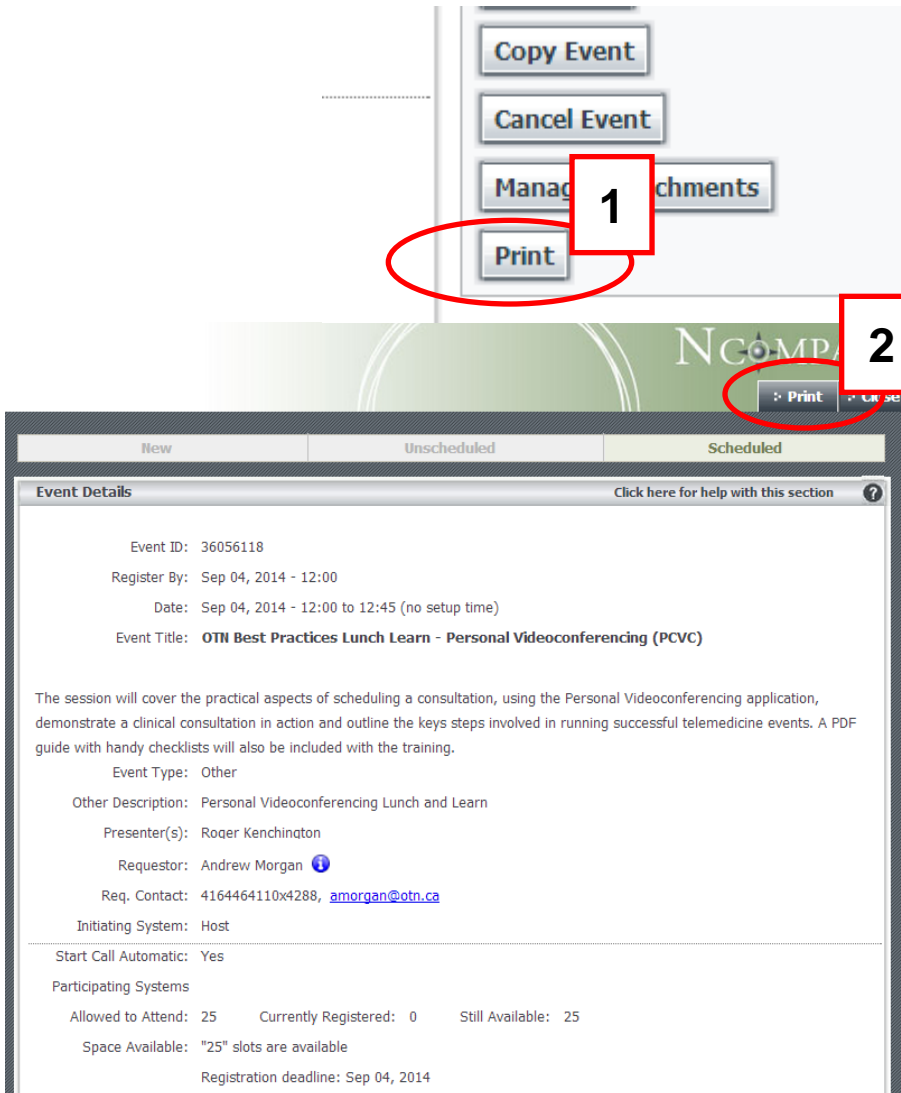 Copy Event
Cancel Event
Manag chments
1
Print
NCOMPA
2
Print Close
New Unscheduled Scheduled
Event Details Click here for help with this section ?
Event ID: 36056118
Register By: Sep 04, 2014 - 12:00
Date: Sep 04, 2014 - 12:00 to 12:45 (no setup time)
Event Title: OTN Best Practices Lunch Learn - Personal Videoconferencing (PCVC)
The session will cover the practical aspects of scheduling a consultation, using the Personal Videoconferencing application,
demonstrate a clinical consultation in action and outline the keys steps involved in running successful telemedicine events. A PDF
guide with handy checklists will also be included with the training.
Event Type: Other
Other Description: Personal Videoconferencing Lunch and Learn
Presenter(s): Roger Kenchington
Requestor: Andrew Morgan
Req. Contact: 4164464110x4288, amorgan@otn.ca
Initiating System: Host
Start Call Automatic: Yes
Participating Systems
Allowed to Attend: 25 Currently Registered: 0 Still Available: 25
Space Available: "25" slots are available
Registration deadline: Sep 04, 2014